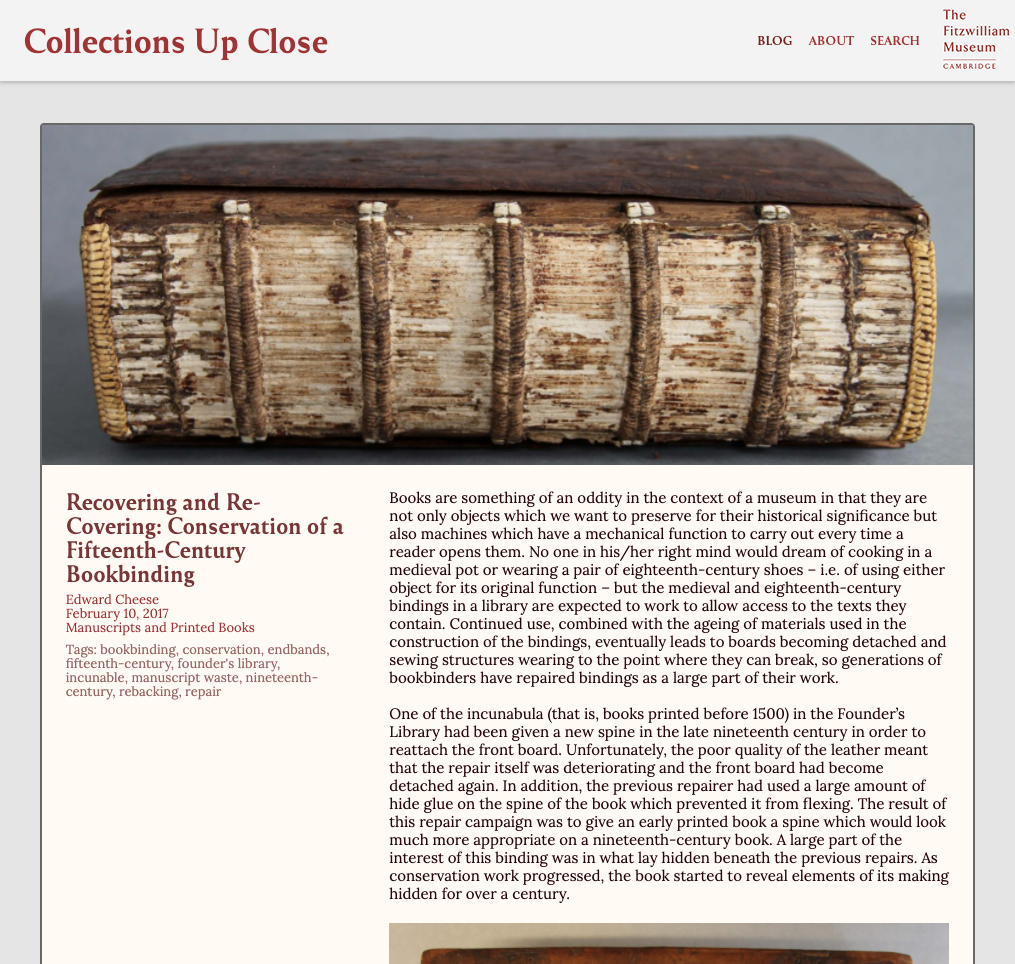 Collections Up Close
BLOG ABOUT SEARCH
The
Fitzwilliam
Museum
CAMBRIDGE
Recovering and Re-
Covering: Conservation of a
Fifteenth-Century
Bookbinding
Edward Cheese
February 10, 2017
Manuscripts and Printed Books
Tags: bookbinding, conservation, endbands,
fifteenth-century, founder's library,
incunable, manuscript waste, nineteenth-
century, rebacking, repair
Books are something of an oddity in the context of a museum in that they are
not only objects which we want to preserve for their historical significance but
also machines which have a mechanical function to carry out every time a
reader opens them. No one in his/her right mind would dream of cooking in a
medieval pot or wearing a pair of eighteenth-century shoes – i.e. of using either
object for its original function – but the medieval and eighteenth-century
bindings in a library are expected to work to allow access to the texts they
contain. Continued use, combined with the ageing of materials used in the
construction of the bindings, eventually leads to boards becoming detached and
sewing structures wearing to the point where they can break, so generations of
bookbinders have repaired bindings as a large part of their work.
One of the incunabula (that is, books printed before 1500) in the Founder’s
Library had been given a new spine in the late nineteenth century in order to
reattach the front board. Unfortunately, the poor quality of the leather meant
that the repair itself was deteriorating and the front board had become
detached again. In addition, the previous repairer had used a large amount of
hide glue on the spine of the book which prevented it from flexing. The result of
this repair campaign was to give an early printed book a spine which would look
much more appropriate on a nineteenth-century book. A large part of the
interest of this binding was in what lay hidden beneath the previous repairs. As
conservation work progressed, the book started to reveal elements of its making
hidden for over a century.